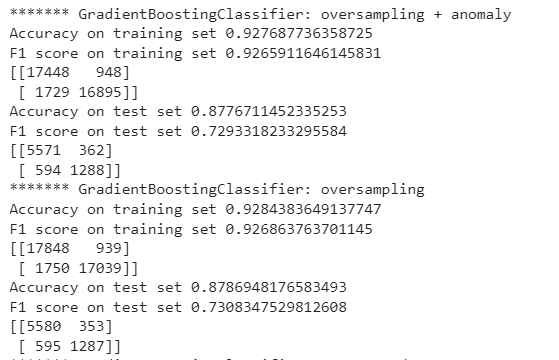 ******* GradientBoostingClassifier: oversampling + anomaly
Accuracy on training set 0.927687736358725
F1 score on training set 0.9265911646145831
[[17448   948]
 [ 1729 16895]]
Accuracy on test set 0.8776711452335253
F1 score on test set 0.7293318233295584
[[5571  362]
 [ 594 1288]]
******* GradientBoostingClassifier: oversampling
Accuracy on training set 0.9284383649137747
F1 score on training set 0.926863763701145
[[17848   939]
 [ 1750 17039]]
Accuracy on test set 0.8786948176583493
F1 score on test set 0.7308347529812608
[[5580  353]
 [ 595 1287]]